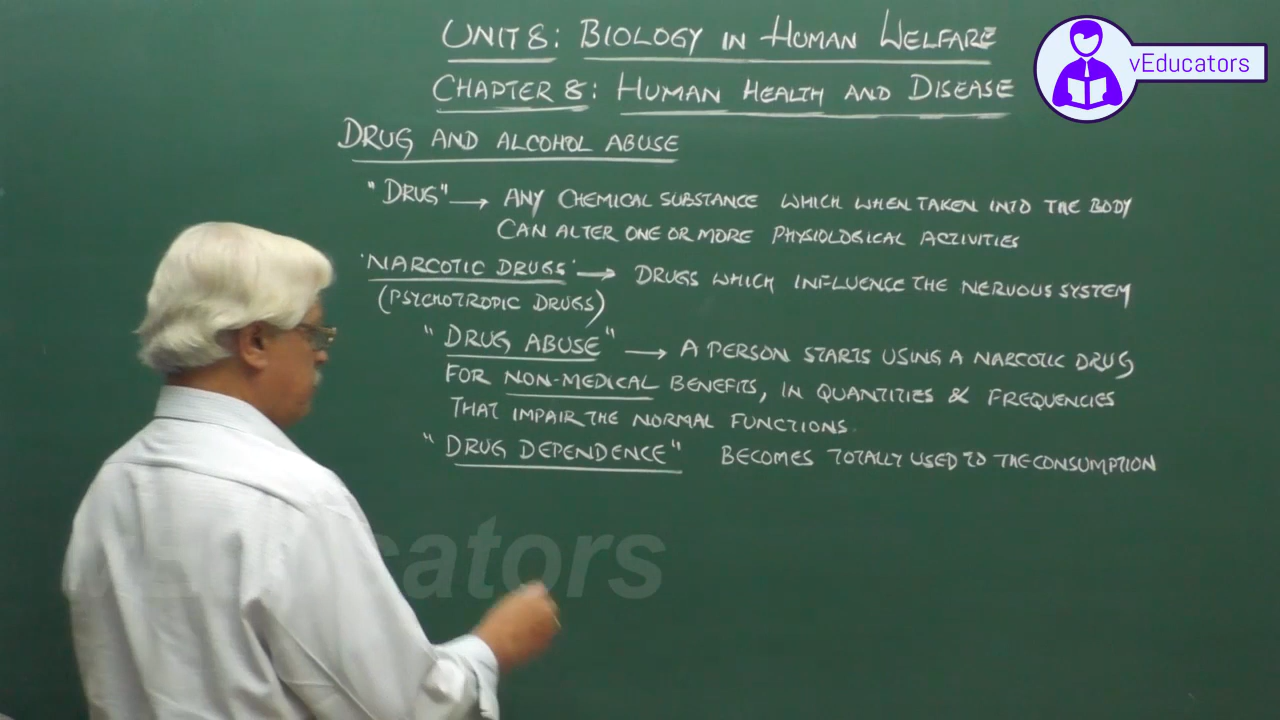 UNIT 8: BIOLOGY IN HUMAN WELFARE
CHAPTER 8: HUMAN HEALTH AND DISEASE
vEducators
DRUG AND ALCOHOL ABUSE
"DRUG" → ANY CHEMICAL SUBSTANCE WHICH WHEN TAKEN INTO THE BODY
CAN ALTER ONE OR MORE PHYSIOLOGICAL ACTIVITIES
'NARCOTIC DRUGS' → DRUGS WHICH INFLUENCE THE NERVOUS SYSTEM
(PSYCHOTROPIC DRUGS)
"DRUG ABUSE" → A PERSON STARTS USING A NARCOTIC DRUG
FOR NON-MEDICAL BENEFITS, IN QUANTITIES & FREQUENCIES
THAT IMPAIR THE NORMAL FUNCTIONS.
"DRUG DEPENDENCE" BECOMES TOTALLY USED TO THE CONSUMPTION
vEducators